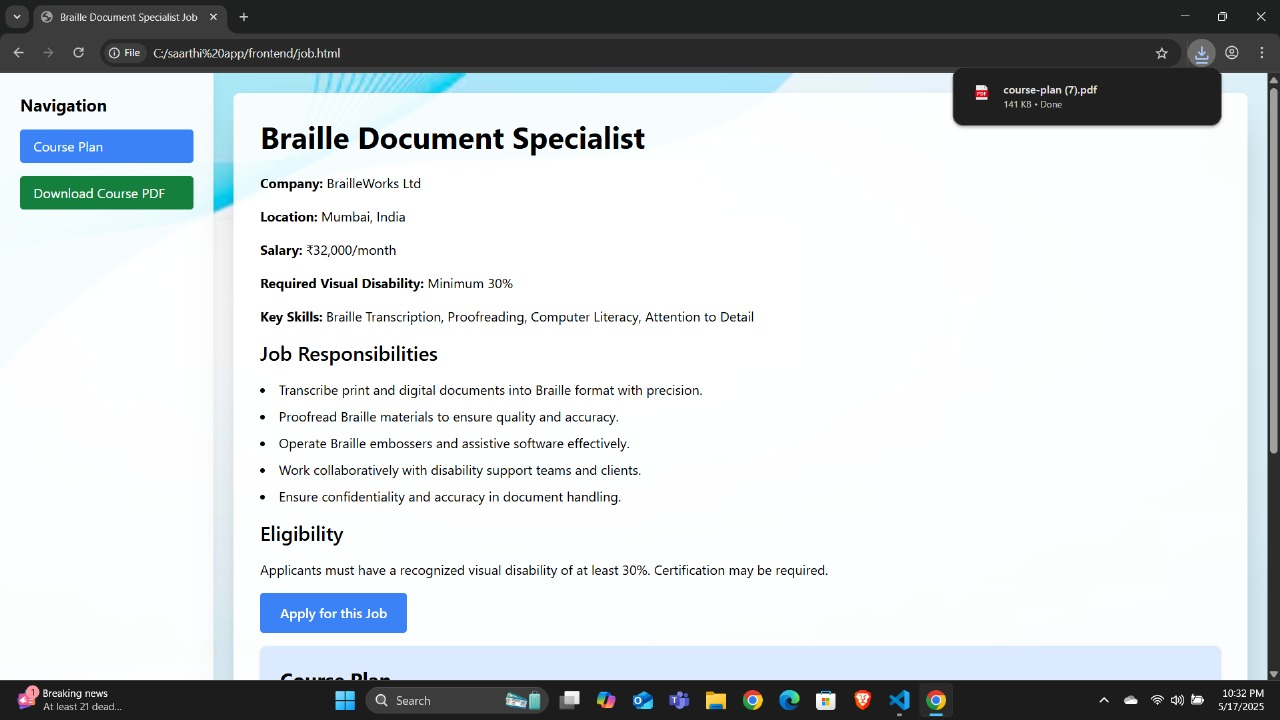 Braille Document Specialist Job
File
C:/saarthi%20app/frontend/job.html
course-plan (7).pdf
141 KB • Done
Navigation
Course Plan
Download Course PDF
Braille Document Specialist
Company: BrailleWorks Ltd
Location: Mumbai, India
Salary: ₹32,000/month
Required Visual Disability: Minimum 30%
Key Skills: Braille Transcription, Proofreading, Computer Literacy, Attention to Detail
Job Responsibilities
• Transcribe print and digital documents into Braille format with precision.
• Proofread Braille materials to ensure quality and accuracy.
• Operate Braille embossers and assistive software effectively.
• Work collaboratively with disability support teams and clients.
• Ensure confidentiality and accuracy in document handling.
Eligibility
Applicants must have a recognized visual disability of at least 30%. Certification may be required.
Apply for this Job
Course Plan
1
Breaking news
At least 21 dead...
Search
10:32 PM
5/17/2025